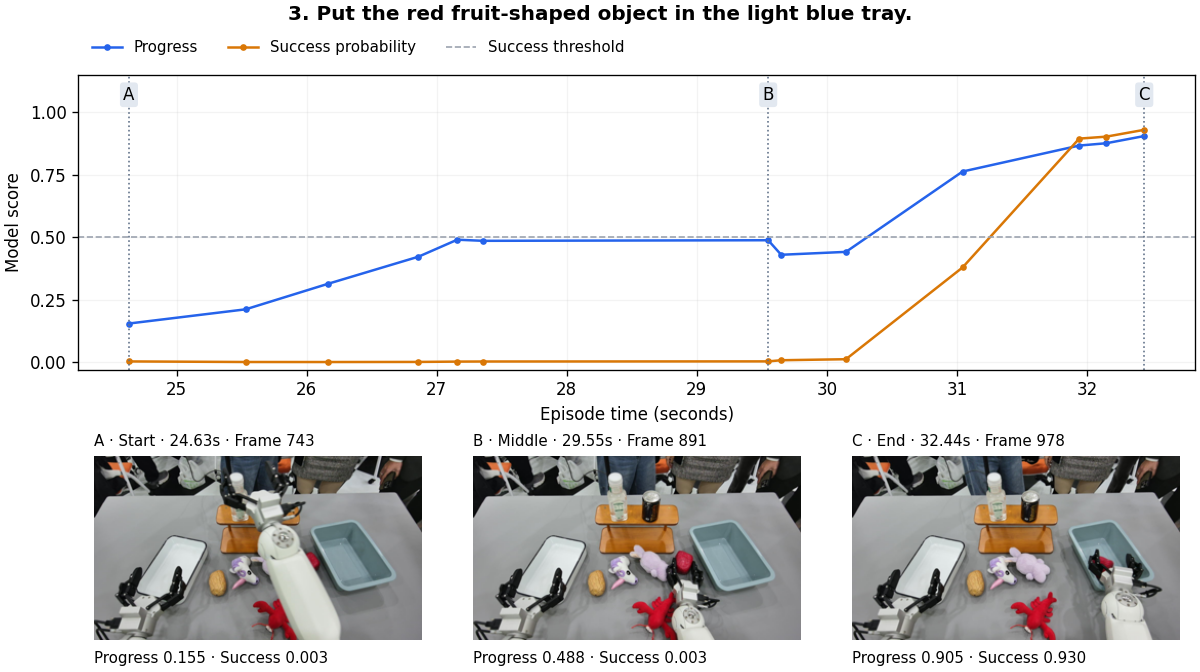 3. Put the red fruit-shaped object in the light blue tray.
Progress
Success probability
Success threshold
A
B
C
1.00
0.75
0.50
0.25
0.00
Model score
25
26
27
28
29
30
31
32
Episode time (seconds)
A · Start · 24.63s · Frame 743
B · Middle · 29.55s · Frame 891
C · End · 32.44s · Frame 978
Progress 0.155 · Success 0.003
Progress 0.488 · Success 0.003
Progress 0.905 · Success 0.930